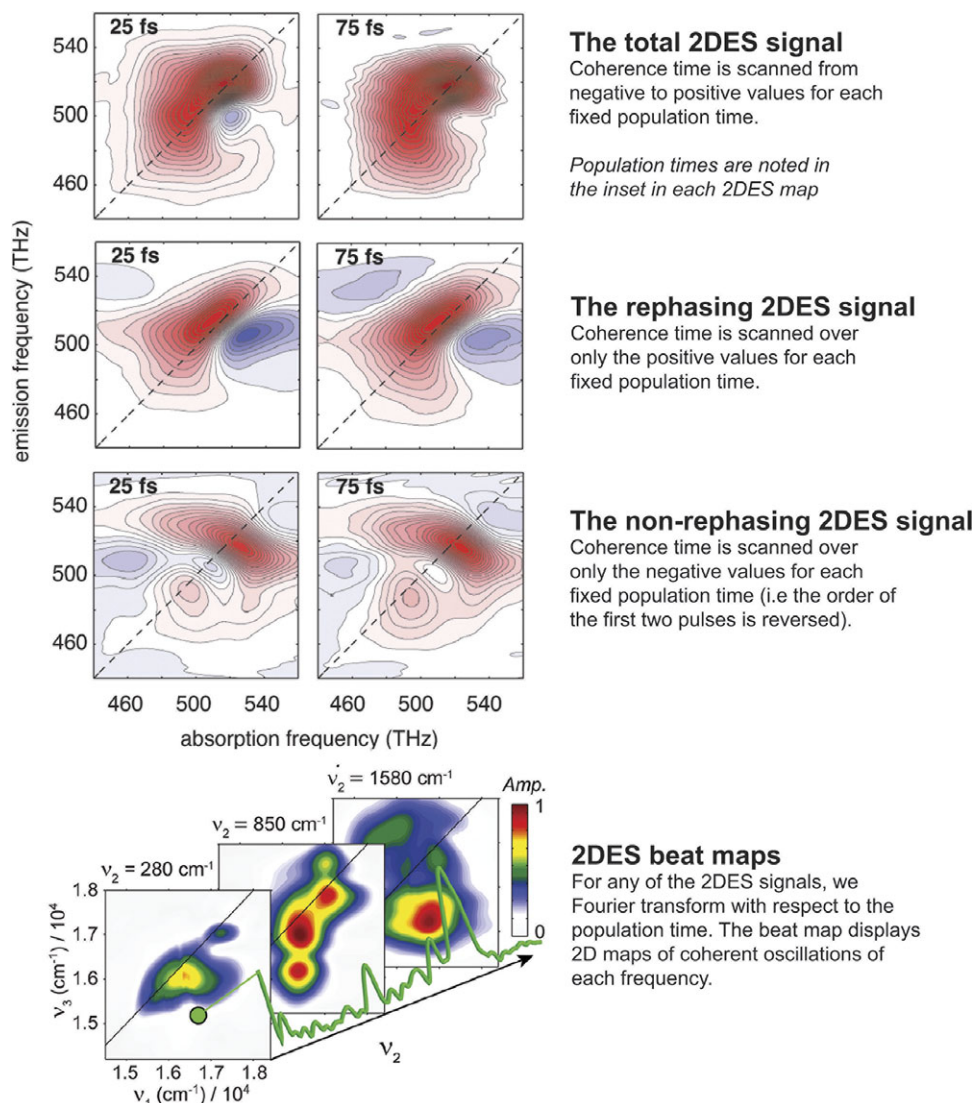 25 fs
75 fs
540
500
460
The total 2DES signal
Coherence time is scanned from
negative to positive values for each
fixed population time.
Population times are noted in
the inset in each 2DES map
emission frequency (THz)
25 fs
75 fs
540
500
460
The rephasing 2DES signal
Coherence time is scanned over
only the positive values for each
fixed population time.
25 fs
75 fs
540
500
460
460 500 540
460 500 540
absorption frequency (THz)
The non-rephasing 2DES signal
Coherence time is scanned over
only the negative values for each
fixed population time (i.e the order of
the first two pulses is reversed).
ν₂ = 1580 cm⁻¹
ν₂ = 850 cm⁻¹
ν₂ = 280 cm⁻¹
Amp.
1
0
1.8
1.7
1.6
1.5
ν₃ (cm⁻¹) / 10⁴
1.5 1.6 1.7 1.8
ν₁ (cm⁻¹) / 10⁴
ν₂
2DES beat maps
For any of the 2DES signals, we
Fourier transform with respect to the
population time. The beat map displays
2D maps of coherent oscillations of
each frequency.